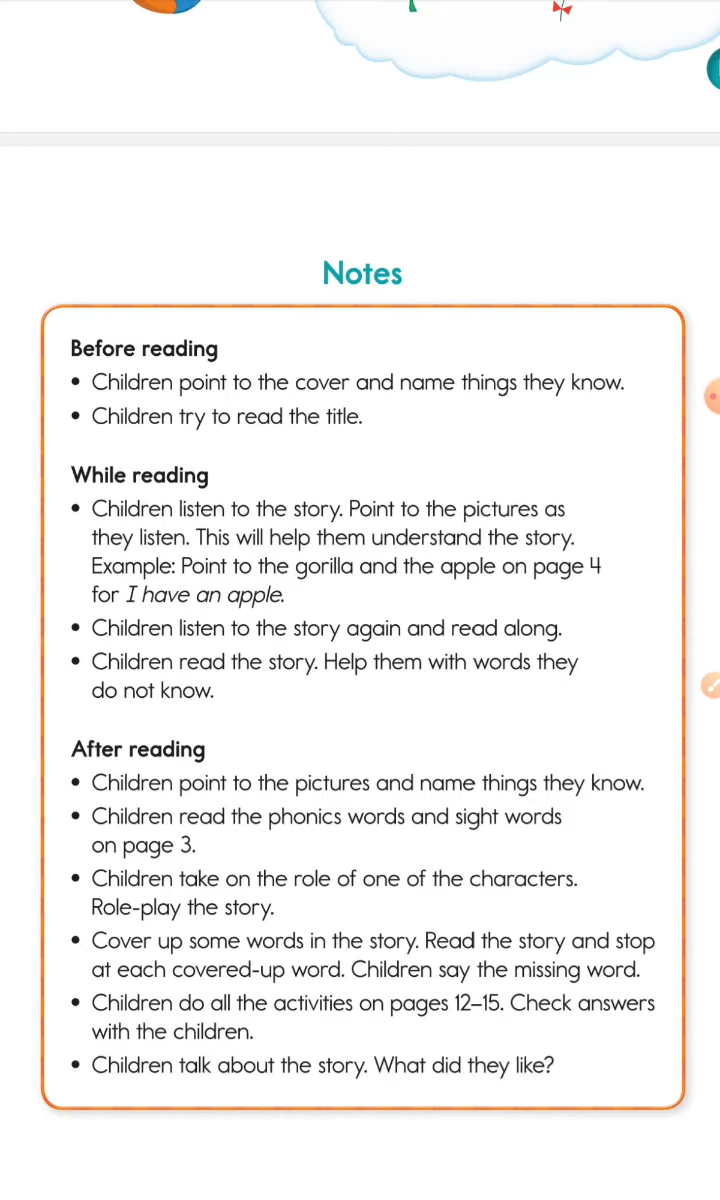 Notes
Before reading
• Children point to the cover and name things they know.
• Children try to read the title.
While reading
• Children listen to the story. Point to the pictures as
they listen. This will help them understand the story.
Example: Point to the gorilla and the apple on page 4
for I have an apple.
• Children listen to the story again and read along.
• Children read the story. Help them with words they
do not know.
After reading
• Children point to the pictures and name things they know.
• Children read the phonics words and sight words
on page 3.
• Children take on the role of one of the characters.
Role-play the story.
• Cover up some words in the story. Read the story and stop
at each covered-up word. Children say the missing word.
• Children do all the activities on pages 12–15. Check answers
with the children.
• Children talk about the story. What did they like?